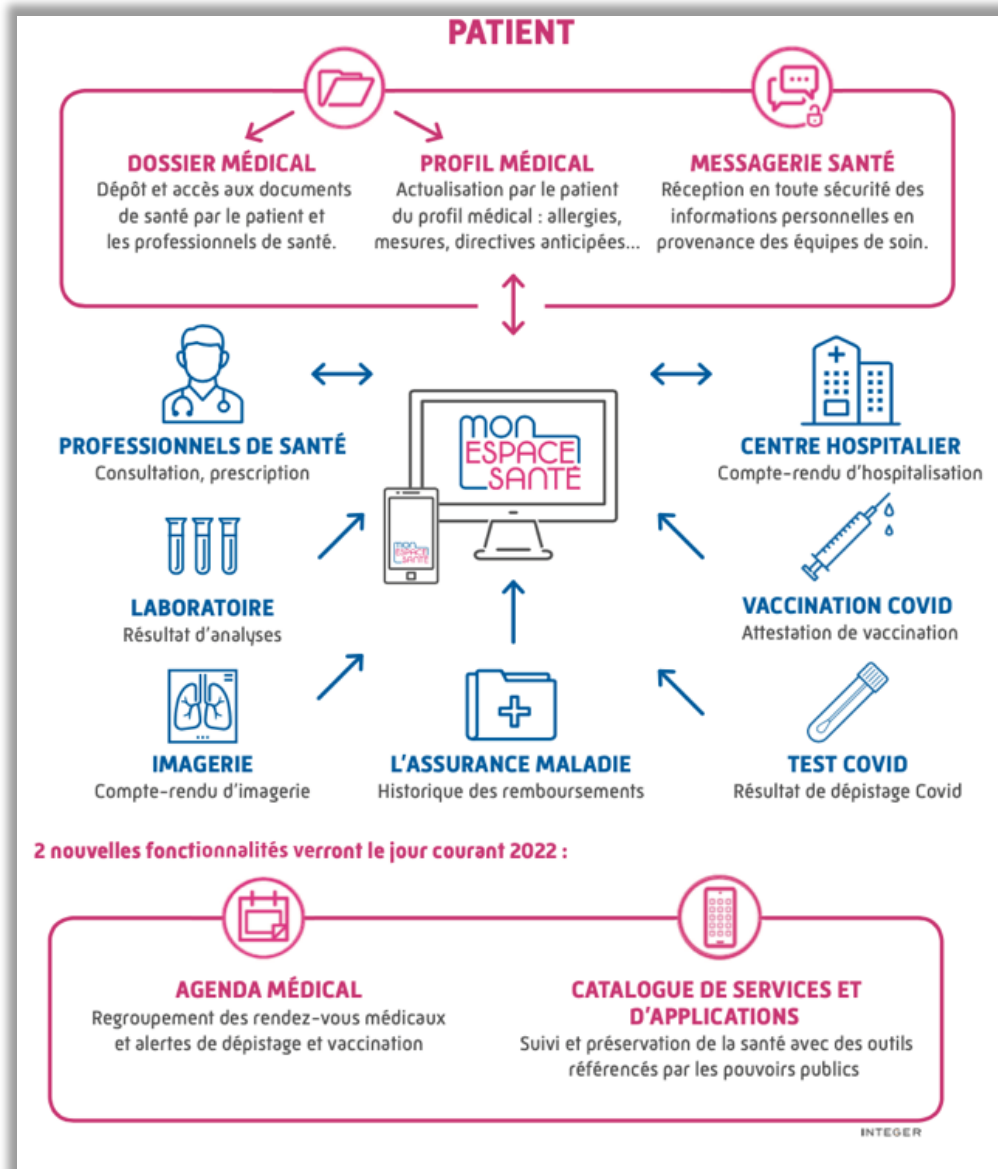 PATIENT
DOSSIER MÉDICAL
Dépôt et accès aux documents
de santé par le patient et
les professionnels de santé.
PROFIL MÉDICAL
Actualisation par le patient
du profil médical : allergies,
mesures, directives anticipées...
MESSAGERIE SANTÉ
Réception en toute sécurité des
informations personnelles en
provenance des équipes de soin.
PROFESSIONNELS DE SANTÉ
Consultation, prescription
mon
ESPACE
SANTÉ
mon
ESPACE
SANTÉ
CENTRE HOSPITALIER
Compte-rendu d'hospitalisation
LABORATOIRE
Résultat d'analyses
VACCINATION COVID
Attestation de vaccination
IMAGERIE
Compte-rendu d'imagerie
L'ASSURANCE MALADIE
Historique des remboursements
TEST COVID
Résultat de dépistage Covid
2 nouvelles fonctionnalités verront le jour courant 2022 :
AGENDA MÉDICAL
Regroupement des rendez-vous médicaux
et alertes de dépistage et vaccination
CATALOGUE DE SERVICES ET
D'APPLICATIONS
Suivi et préservation de la santé avec des outils
référencés par les pouvoirs publics
INTEGER